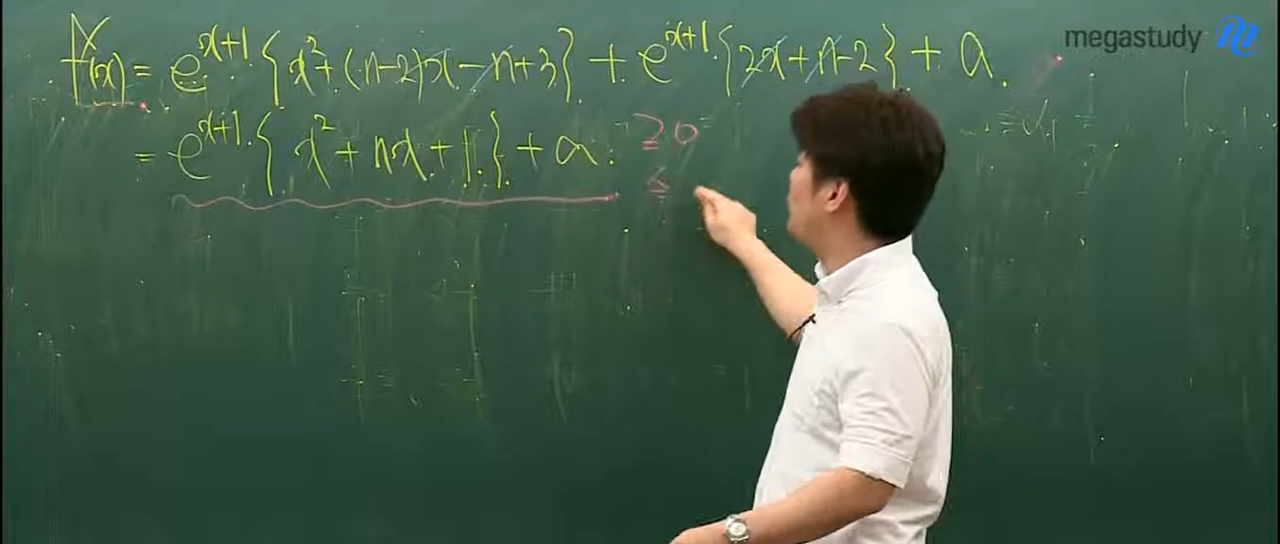 megastudy
f'(x) = e^{x+1}{x²+(n-2)x-n+3} + e^{x+1}{2x+n-2} + a
= e^{x+1}{x²+nx+1} + a ≥0
≤